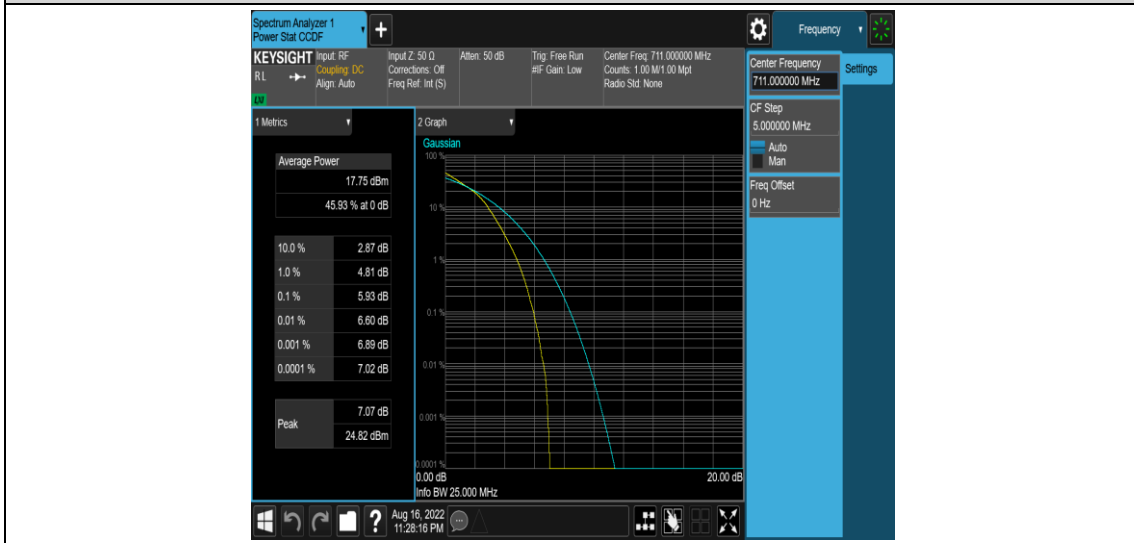 Spectrum Analyzer 1
Power Stat CCDF
+
Frequency
KEYSIGHT
RL
LXI
Input: RF
Coupling: DC
Align: Auto
Input Z: 50 Ω
Corrections: Off
Freq Ref: Int (S)
Atten: 50 dB
Trig: Free Run
#IF Gain: Low
Center Freq: 711.000000 MHz
Counts: 1.00 M/1.00 Mpt
Radio Std: None
Center Frequency
711.000000 MHz
Settings
CF Step
5.000000 MHz
Auto
Man
Freq Offset
0 Hz
1 Metrics
Average Power
17.75 dBm
45.93 % at 0 dB
10.0 % 2.87 dB
1.0 % 4.81 dB
0.1 % 5.93 dB
0.01 % 6.60 dB
0.001 % 6.89 dB
0.0001 % 7.02 dB
Peak
7.07 dB
24.82 dBm
2 Graph
Gaussian
100 %
10 %
1 %
0.1 %
0.01 %
0.001 %
0.0001 %
0.00 dB 20.00 dB
Info BW 25.000 MHz
?
Aug 16, 2022
11:28:16 PM